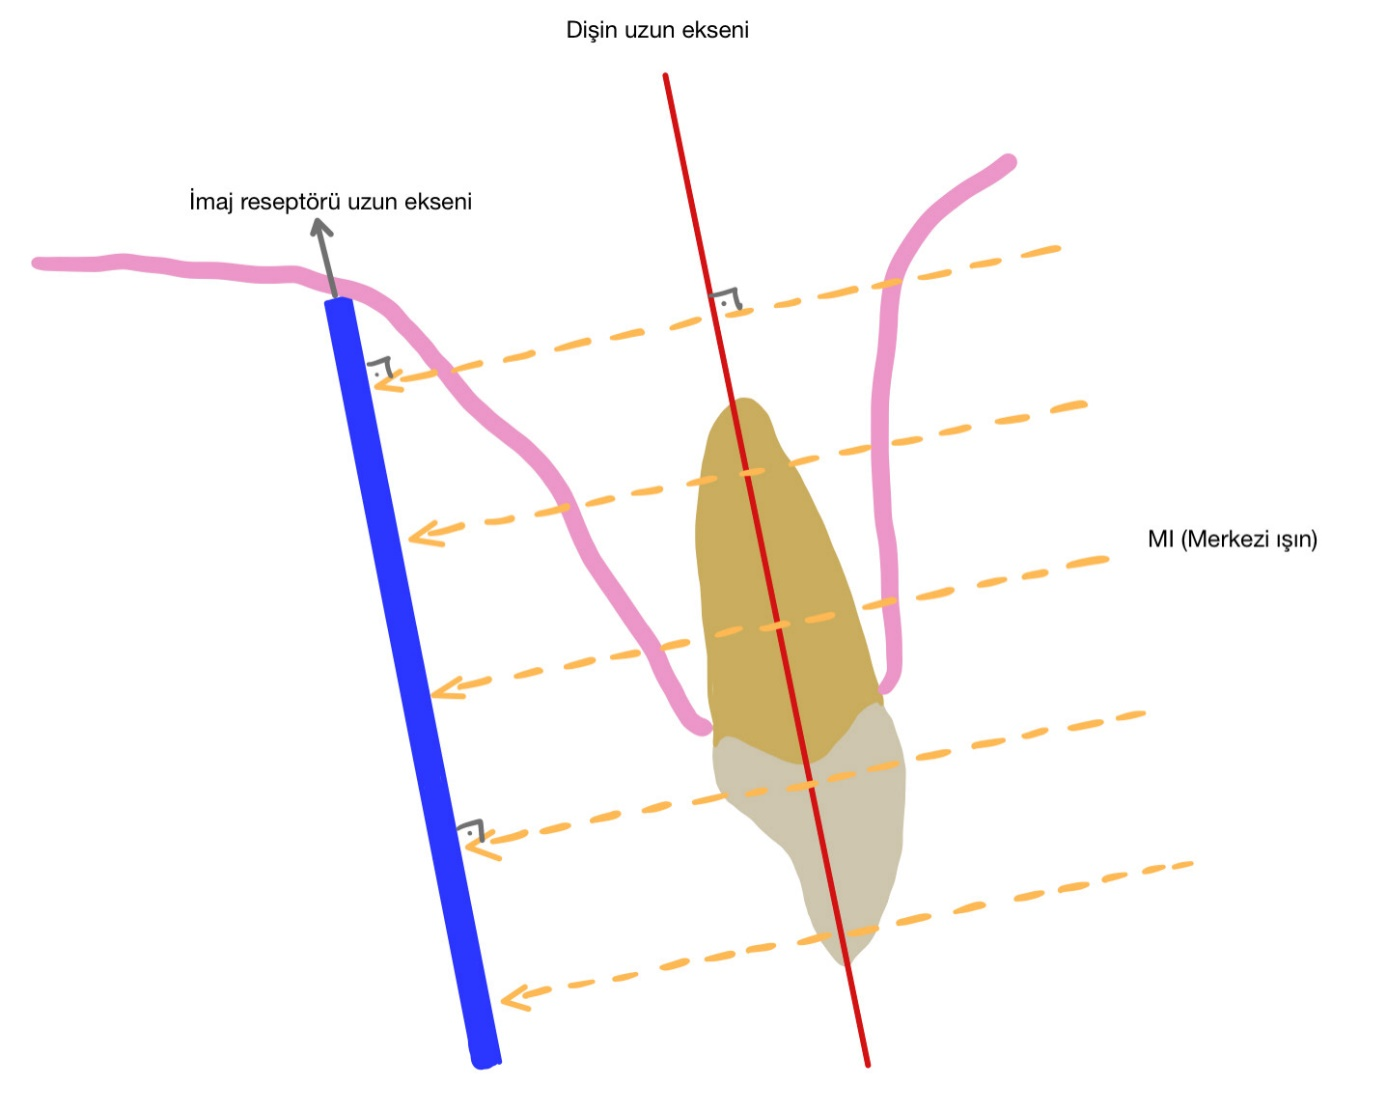 Dişin uzun ekseni
İmaj reseptörü uzun ekseni
MI (Merkezi ışın)